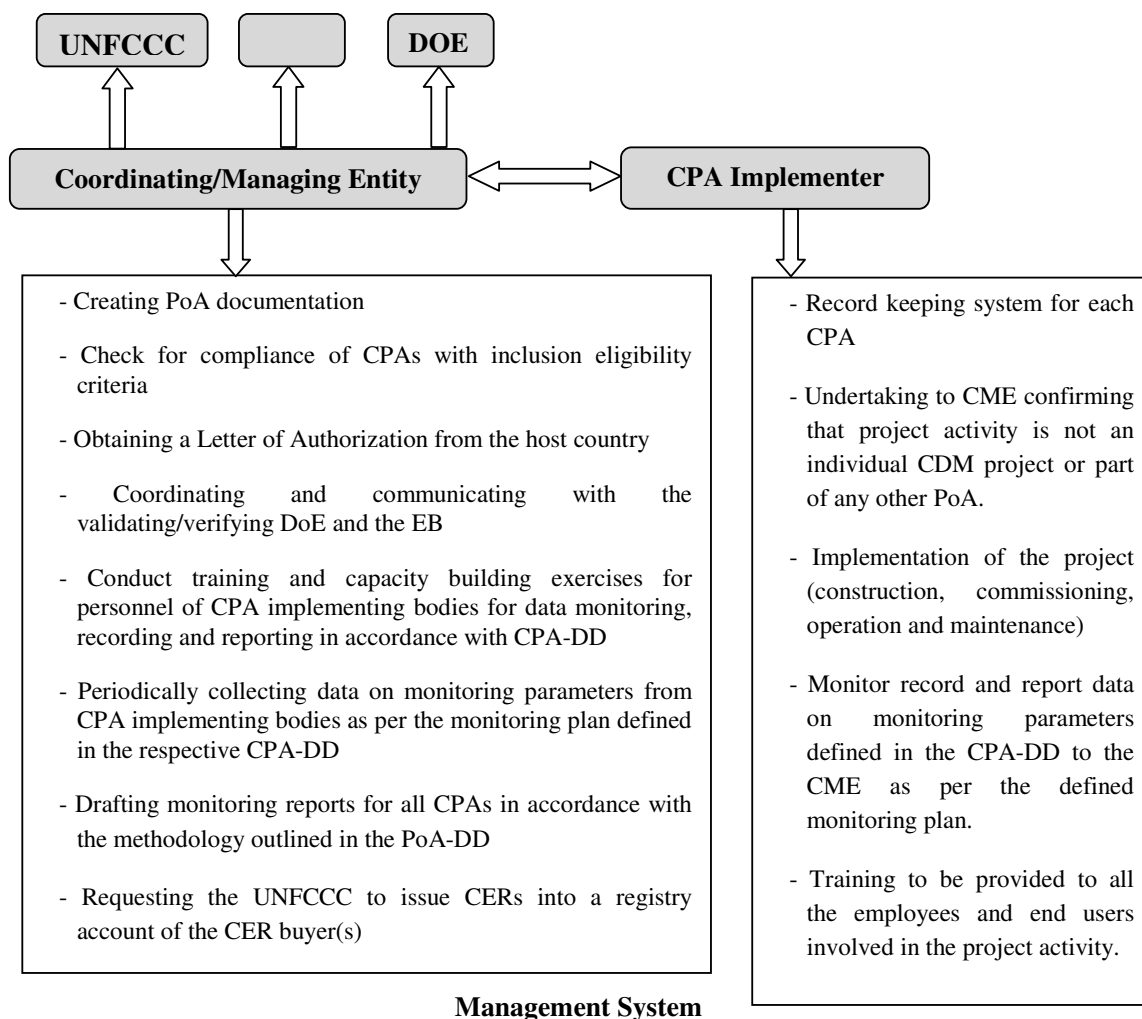 UNFCCC
DOE
Coordinating/Managing Entity
CPA Implementer
- Creating PoA documentation
- Check for compliance of CPAs with inclusion eligibility
criteria
- Obtaining a Letter of Authorization from the host country
- Coordinating and communicating with the
validating/verifying DoE and the EB
- Conduct training and capacity building exercises for
personnel of CPA implementing bodies for data monitoring,
recording and reporting in accordance with CPA-DD
- Periodically collecting data on monitoring parameters from
CPA implementing bodies as per the monitoring plan defined
in the respective CPA-DD
- Drafting monitoring reports for all CPAs in accordance with
the methodology outlined in the PoA-DD
- Requesting the UNFCCC to issue CERs into a registry
account of the CER buyer(s)
- Record keeping system for each
CPA
- Undertaking to CME confirming
that project activity is not an
individual CDM project or part
of any other PoA.
- Implementation of the project
(construction, commissioning,
operation and maintenance)
- Monitor record and report data
on monitoring parameters
defined in the CPA-DD to the
CME as per the defined
monitoring plan.
- Training to be provided to all
the employees and end users
involved in the project activity.
Management System